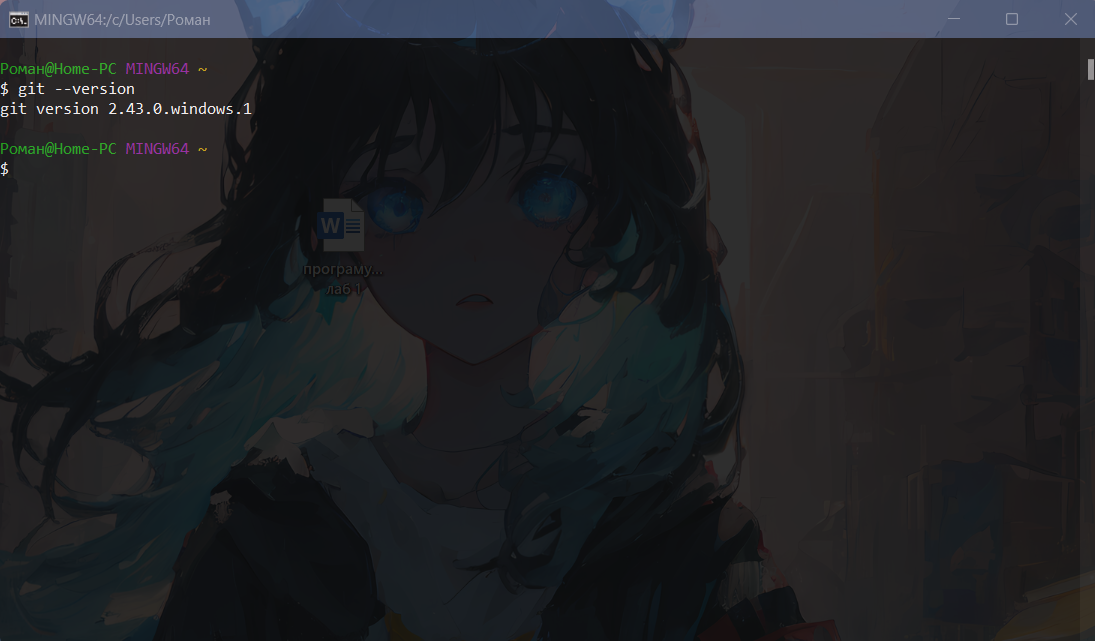 MINGW64:/c/Users/Роман
Роман@Home-PC MINGW64 ~
$ git --version
git version 2.43.0.windows.1
Роман@Home-PC MINGW64 ~
$
W
програму...
лаб 1